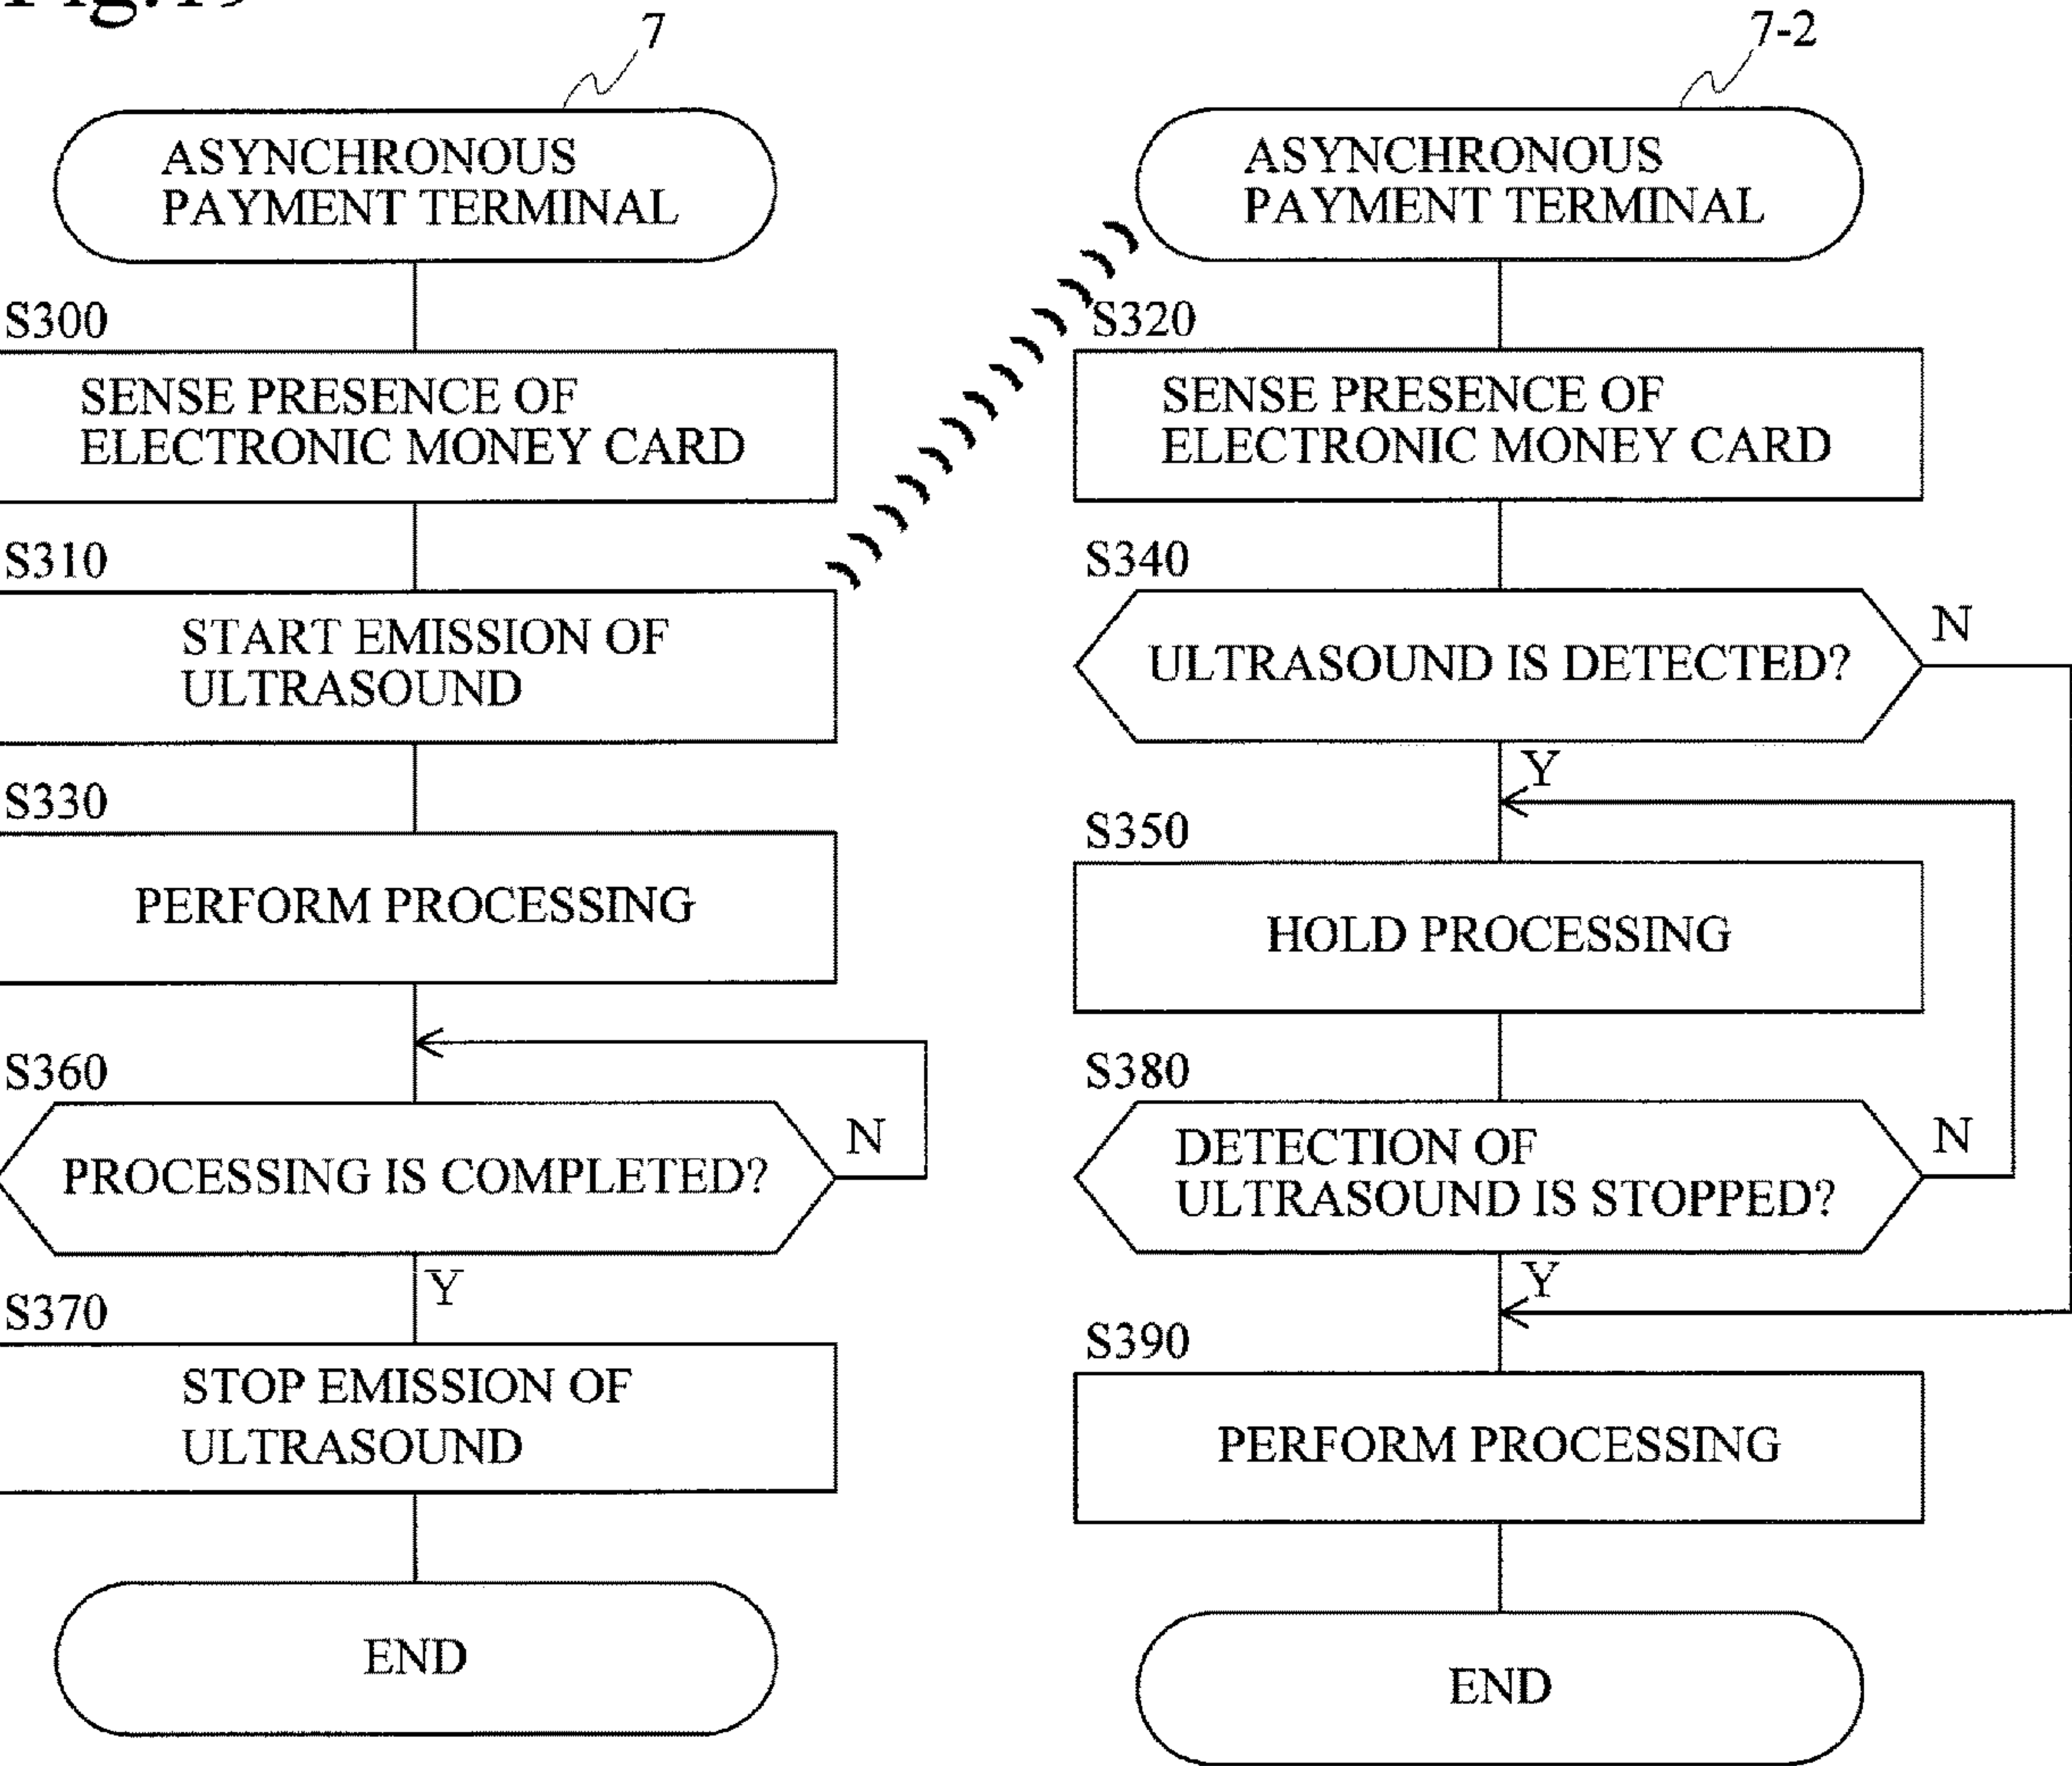 7
ASYNCHRONOUS
PAYMENT TERMINAL
S300
SENSE PRESENCE OF
ELECTRONIC MONEY CARD
S310
START EMISSION OF
ULTRASOUND
S330
PERFORM PROCESSING
S360
PROCESSING IS COMPLETED?
N
Y
S370
STOP EMISSION OF
ULTRASOUND
END
7-2
ASYNCHRONOUS
PAYMENT TERMINAL
S320
SENSE PRESENCE OF
ELECTRONIC MONEY CARD
S340
ULTRASOUND IS DETECTED?
N
Y
S350
HOLD PROCESSING
S380
DETECTION OF
ULTRASOUND IS STOPPED?
N
Y
S390
PERFORM PROCESSING
END